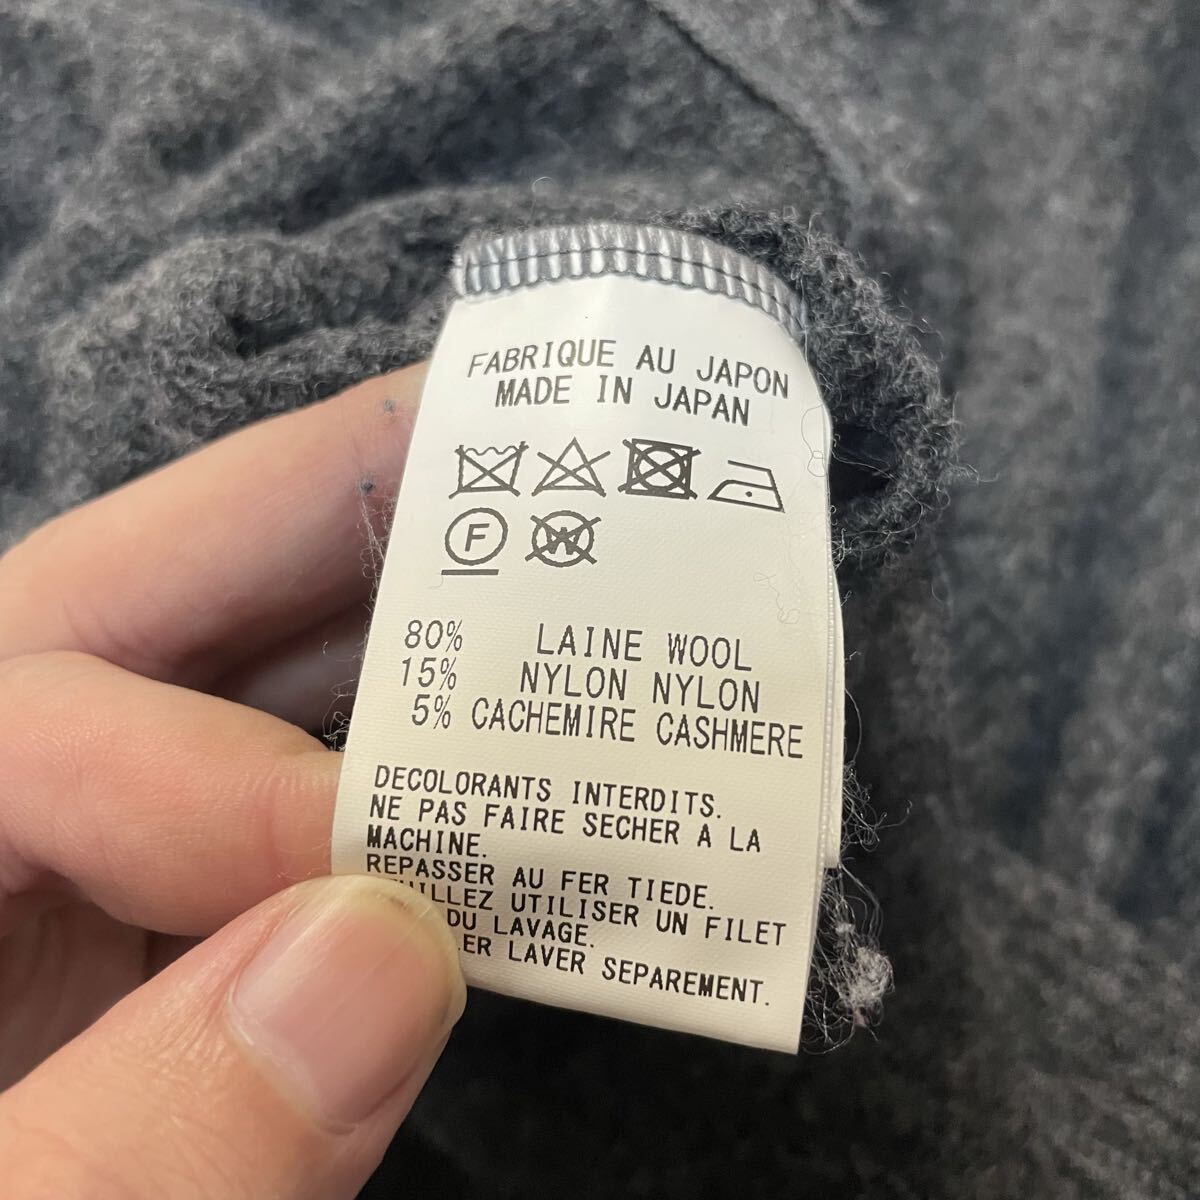 FABRIQUE AU JAPON
MADE IN JAPAN
F W
80% LAINE WOOL
15% NYLON NYLON
5% CACHEMIRE CASHMERE
DECOLORANTS INTERDITS.
NE PAS FAIRE SECHER A LA
MACHINE.
REPASSER AU FER TIEDE.
UTILISER UN FILET
DU LAVAGE.
LAVER SEPAREMENT.